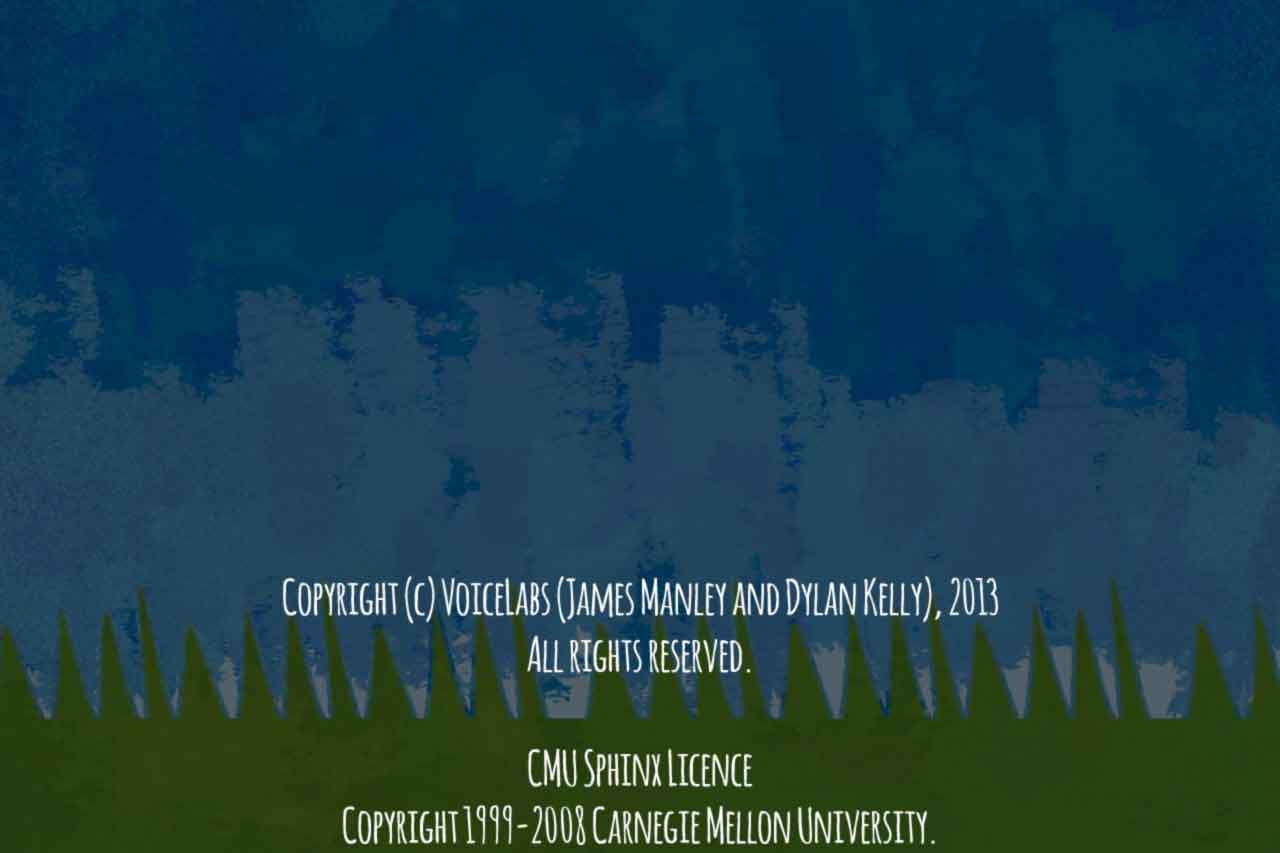 Copyright (c) VoiceLabs (James Manley and Dylan Kelly), 2013
All rights reserved.
CMU Sphinx Licence
Copyright 1999-2008 Carnegie Mellon University.